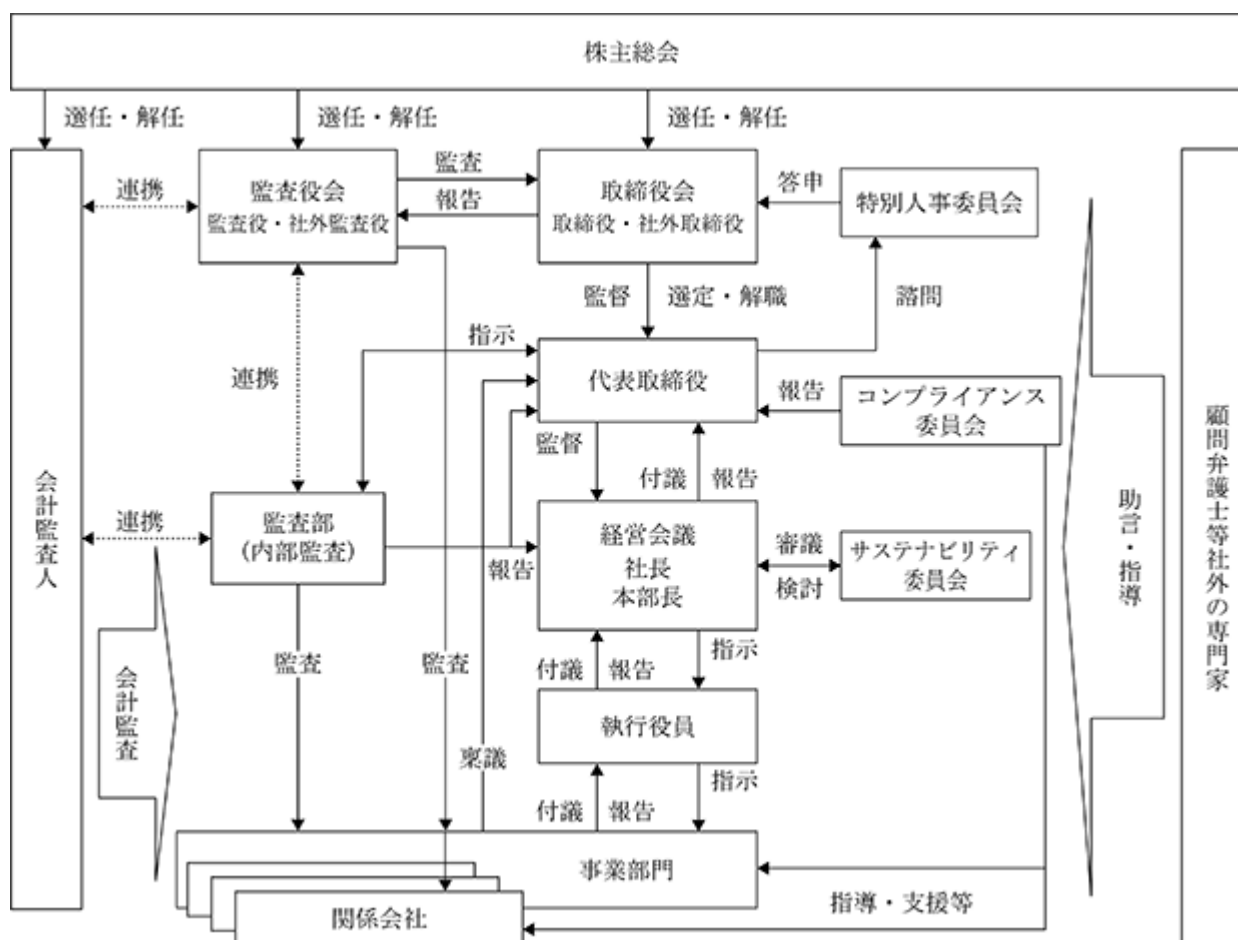 株主総会
選任・解任
選任・解任
選任・解任
連携
監査役会
監査役・社外監査役
監査
報告
取締役会
取締役・社外取締役
答申
特別人事委員会
監督
選定・解職
諮問
指示
連携
代表取締役
報告
コンプライアンス
委員会
監督
付議
報告
会計監査人
連携
監査部
(内部監査)
報告
経営会議
社長
本部長
審議
検討
サステナビリティ
委員会
助言・指導
顧問弁護士等社外の専門家
会計監査
監査
監査
付議
報告
指示
執行役員
稟議
付議
報告
指示
事業部門
関係会社
指導・支援等